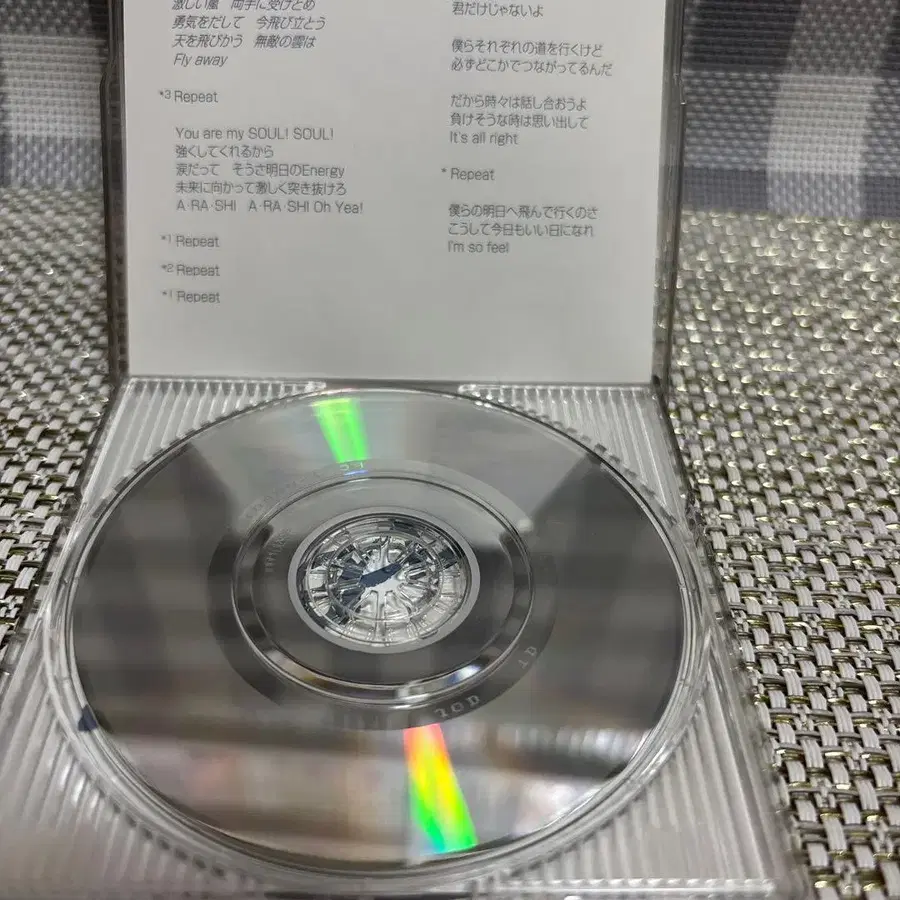 激しい嵐　両手に受けとめ
勇気をだして　今飛び立とう
天を飛びかう　無敵の雲は
Fly away
*3 Repeat
You are my SOUL! SOUL!
強くしてくれるから
涙だって　そうさ明日のEnergy
未来に向かって激しく突き抜けろ
A・RA・SHI　A・RA・SHI Oh Yea!
*1 Repeat
*2 Repeat
*1 Repeat
君だけじゃないよ
僕らそれぞれの道を行くけど
必ずどこかでつながってるんだ
だから時々は話し合おうよ
負けそうな時は思い出して
It's all right
* Repeat
僕らの明日へ飛んで行くのさ
こうして今日もいい日になれ
I'm so feel